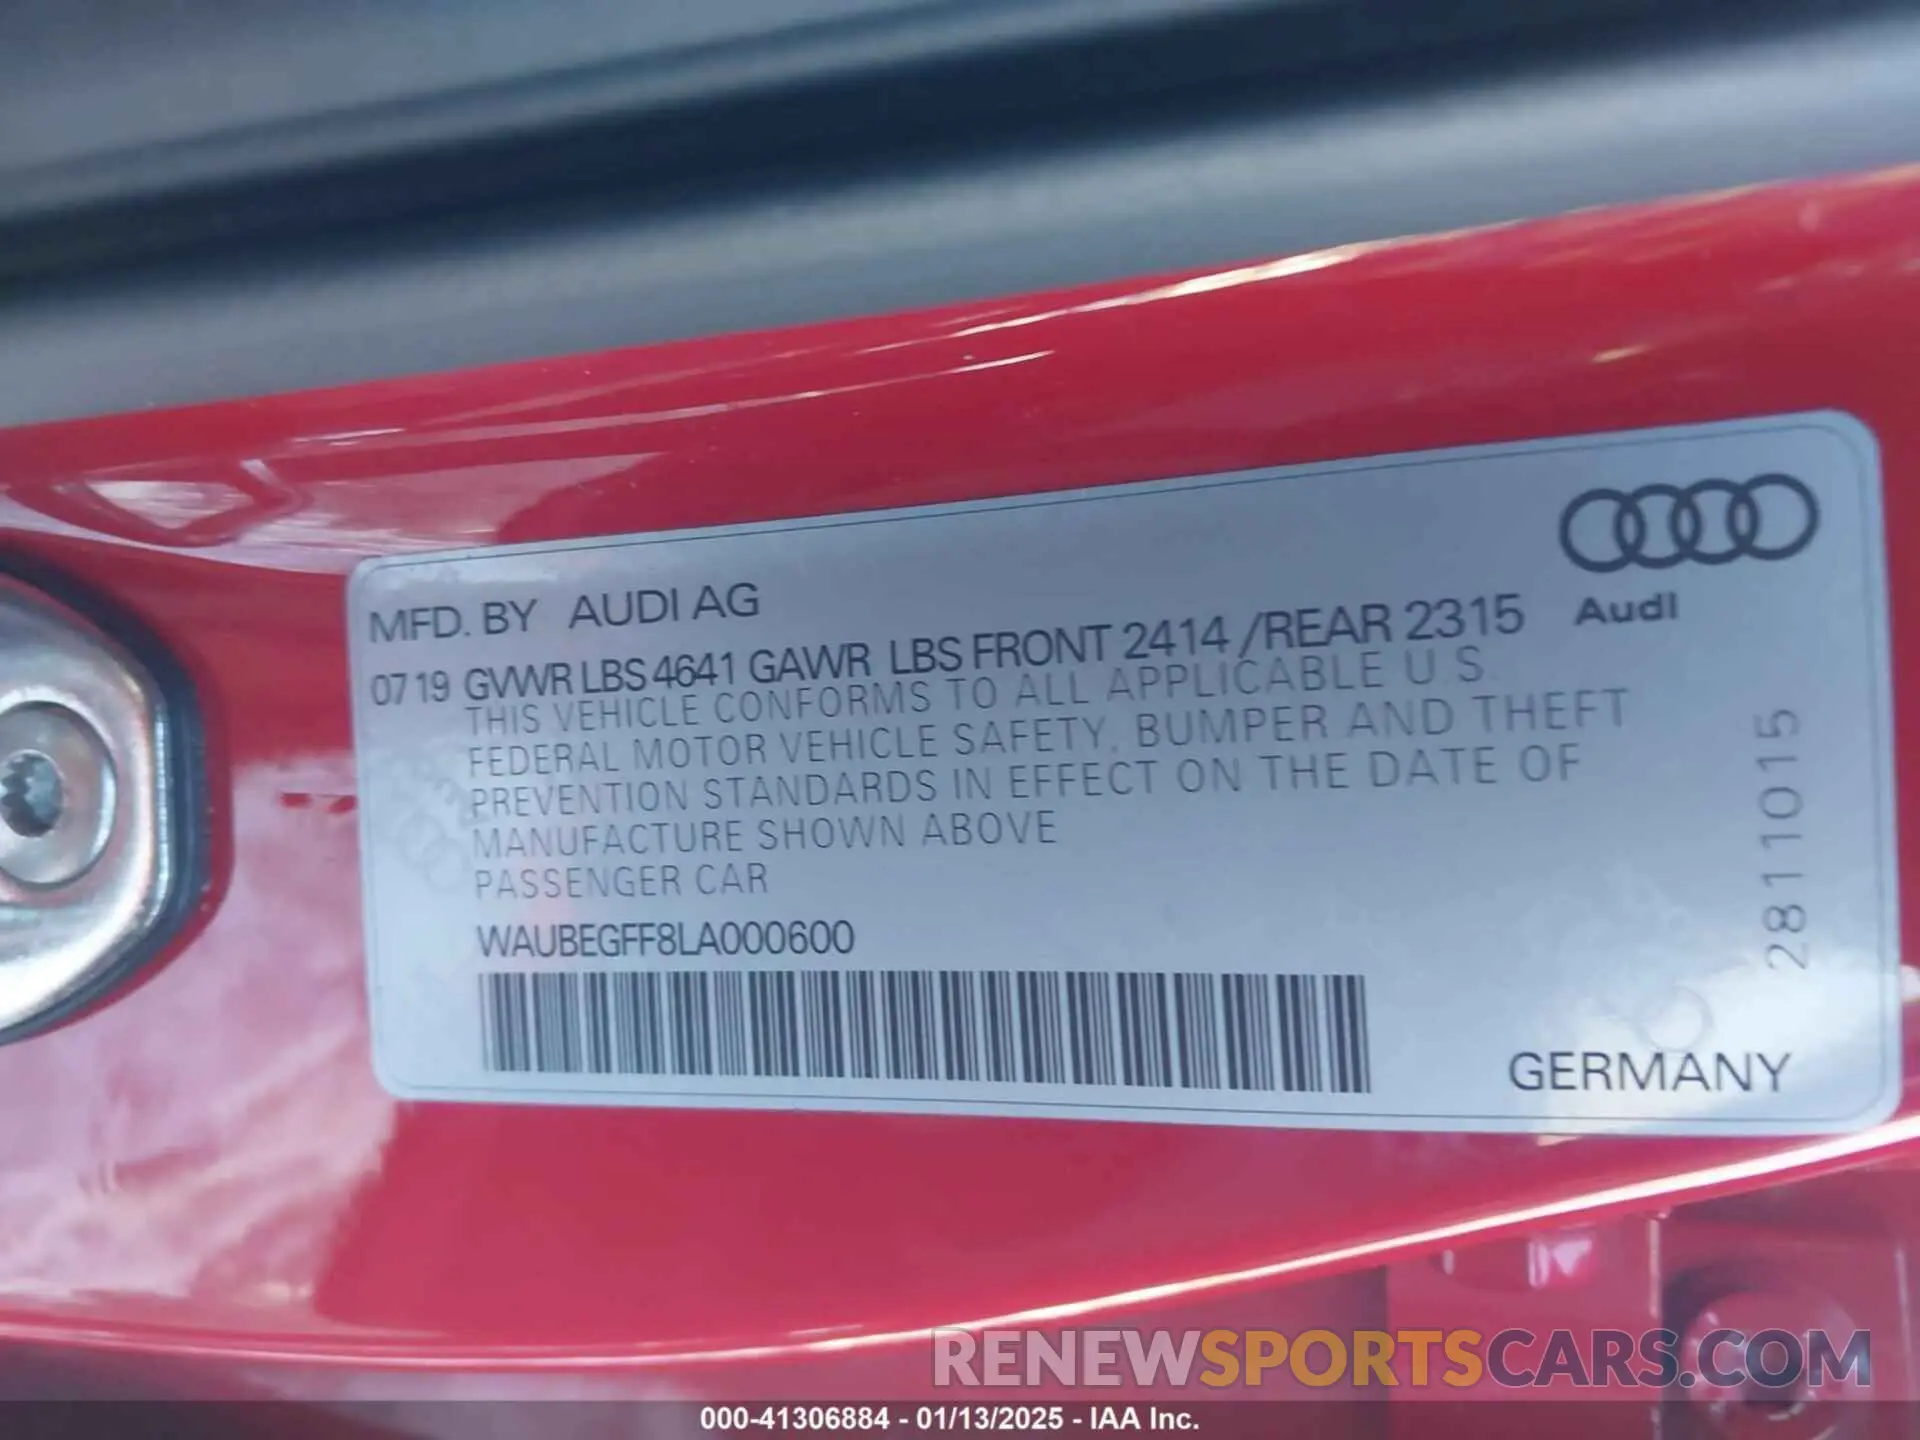 MFD. BY AUDI AG
07 19 GVWR LBS 4641 GAWR LBS FRONT 2414 /REAR 2315
THIS VEHICLE CONFORMS TO ALL APPLICABLE U.S.
FEDERAL MOTOR VEHICLE SAFETY, BUMPER AND THEFT
PREVENTION STANDARDS IN EFFECT ON THE DATE OF
MANUFACTURE SHOWN ABOVE
PASSENGER CAR
WAUBEGFF8LA000600
Audi
2811015
GERMANY
RENEWSPORTSCARS.COM
000-41306884 - 01/13/2025 - IAA Inc.